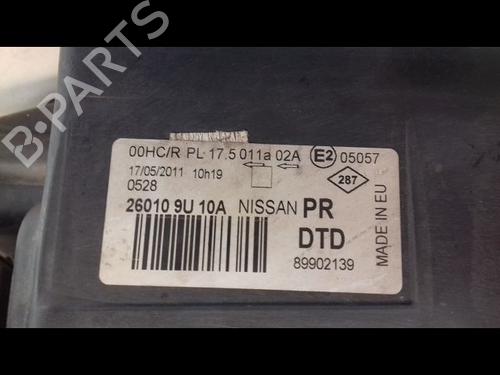 00HC/R PL 17.5 011a 02A E2 05057
17/05/2011 10h19
0528
287
26010 9U 10A NISSAN PR
DTD
89902139
MADE IN EU
B-PARTS